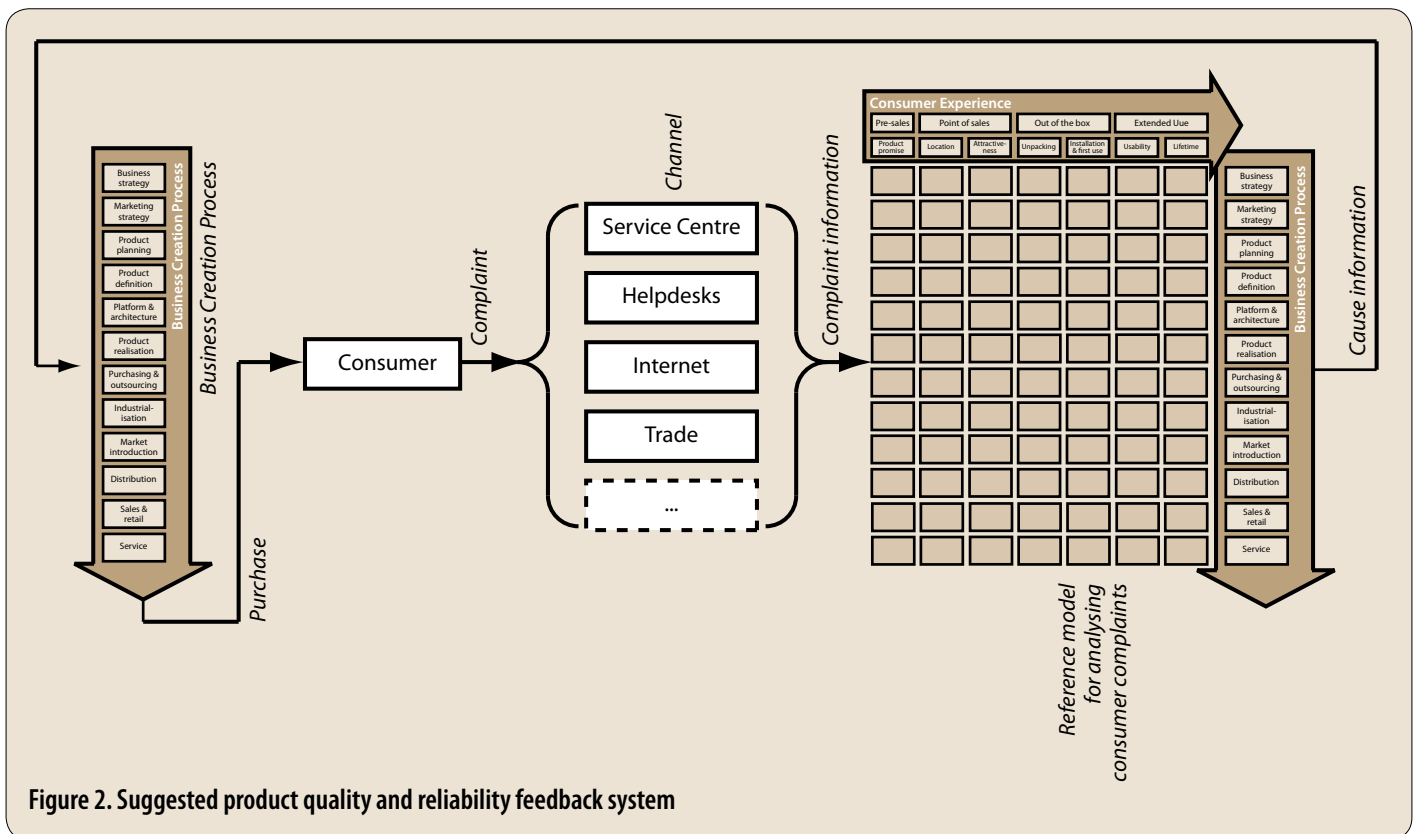 Business
strategy
Marketing
strategy
Product
planning
Product
definition
Platform &
architecture
Product
realisation
Purchasing &
outsourcing
Industrial-
isation
Market
introduction
Distribution
Sales &
retail
Service
Business Creation Process
Business Creation Process
Purchase
Consumer
Complaint
Channel
Service Centre
Helpdesks
Internet
Trade
...
Complaint information
Consumer Experience
Pre-sales
Point of sales
Out of the box
Extended Uue
Product
promise
Location
Attractive-
ness
Unpacking
Installation
& first use
Usability
Lifetime
Business
strategy
Marketing
strategy
Product
planning
Product
definition
Platform &
architecture
Product
realisation
Purchasing &
outsourcing
Industrial-
isation
Market
introduction
Distribution
Sales &
retail
Service
Business Creation Process
Cause information
Reference model
for analysing
consumer complaints
Figure 2. Suggested product quality and reliability feedback system